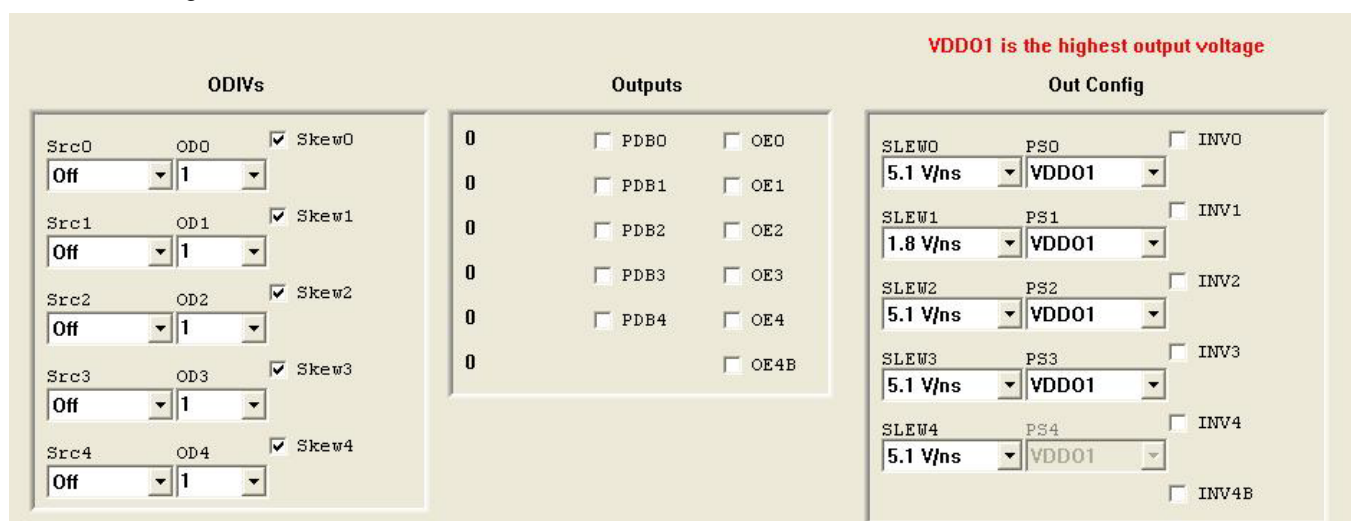 VDDO1 is the highest output voltage
ODIVs
Src0 OD0 Skew0
Off 1
Src1 OD1 Skew1
Off 1
Src2 OD2 Skew2
Off 1
Src3 OD3 Skew3
Off 1
Src4 OD4 Skew4
Off 1
Outputs
0 PDB0 OE0
0 PDB1 OE1
0 PDB2 OE2
0 PDB3 OE3
0 PDB4 OE4
0 OE4B
Out Config
SLEW0 PS0 INV0
5.1 V/ns VDDO1
SLEW1 PS1 INV1
1.8 V/ns VDDO1
SLEW2 PS2 INV2
5.1 V/ns VDDO1
SLEW3 PS3 INV3
5.1 V/ns VDDO1
SLEW4 PS4 INV4
5.1 V/ns VDDO1
INV4B